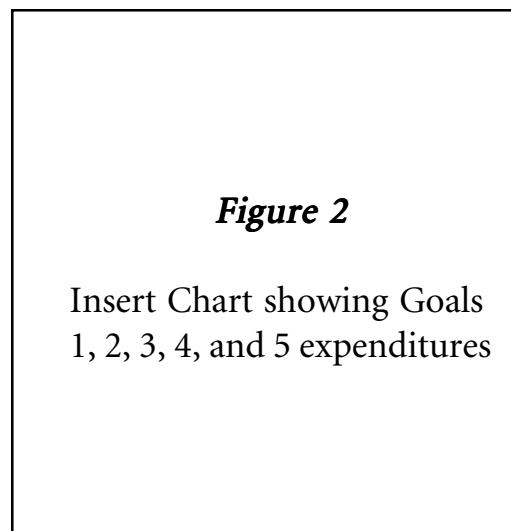 Figure 2
Insert Chart showing Goals
1, 2, 3, 4, and 5 expenditures